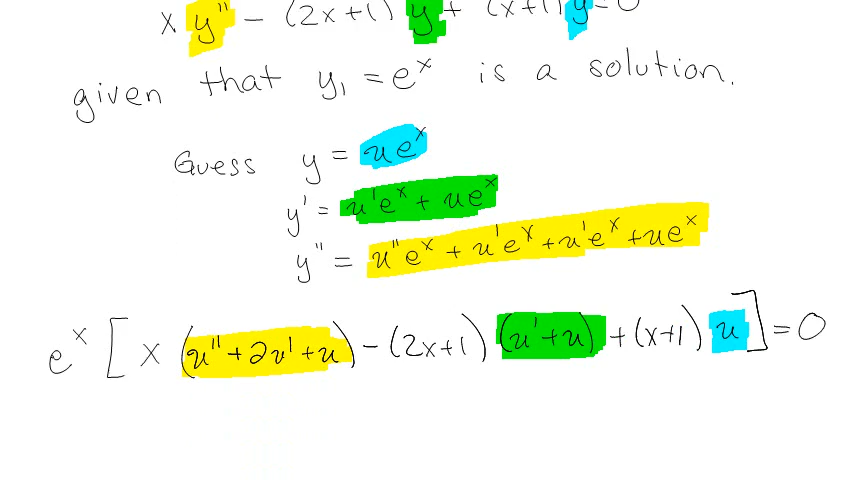 x y'' - (2x+1) y' + (x+1) y = 0
given that y₁ = eˣ is a solution.
Guess y = ueˣ
y' = u'eˣ + ueˣ
y'' = u''eˣ + u'eˣ + u'eˣ + ueˣ
eˣ [ x (u'' + 2u' + u) - (2x+1) (u' + u) + (x+1) u ] = 0